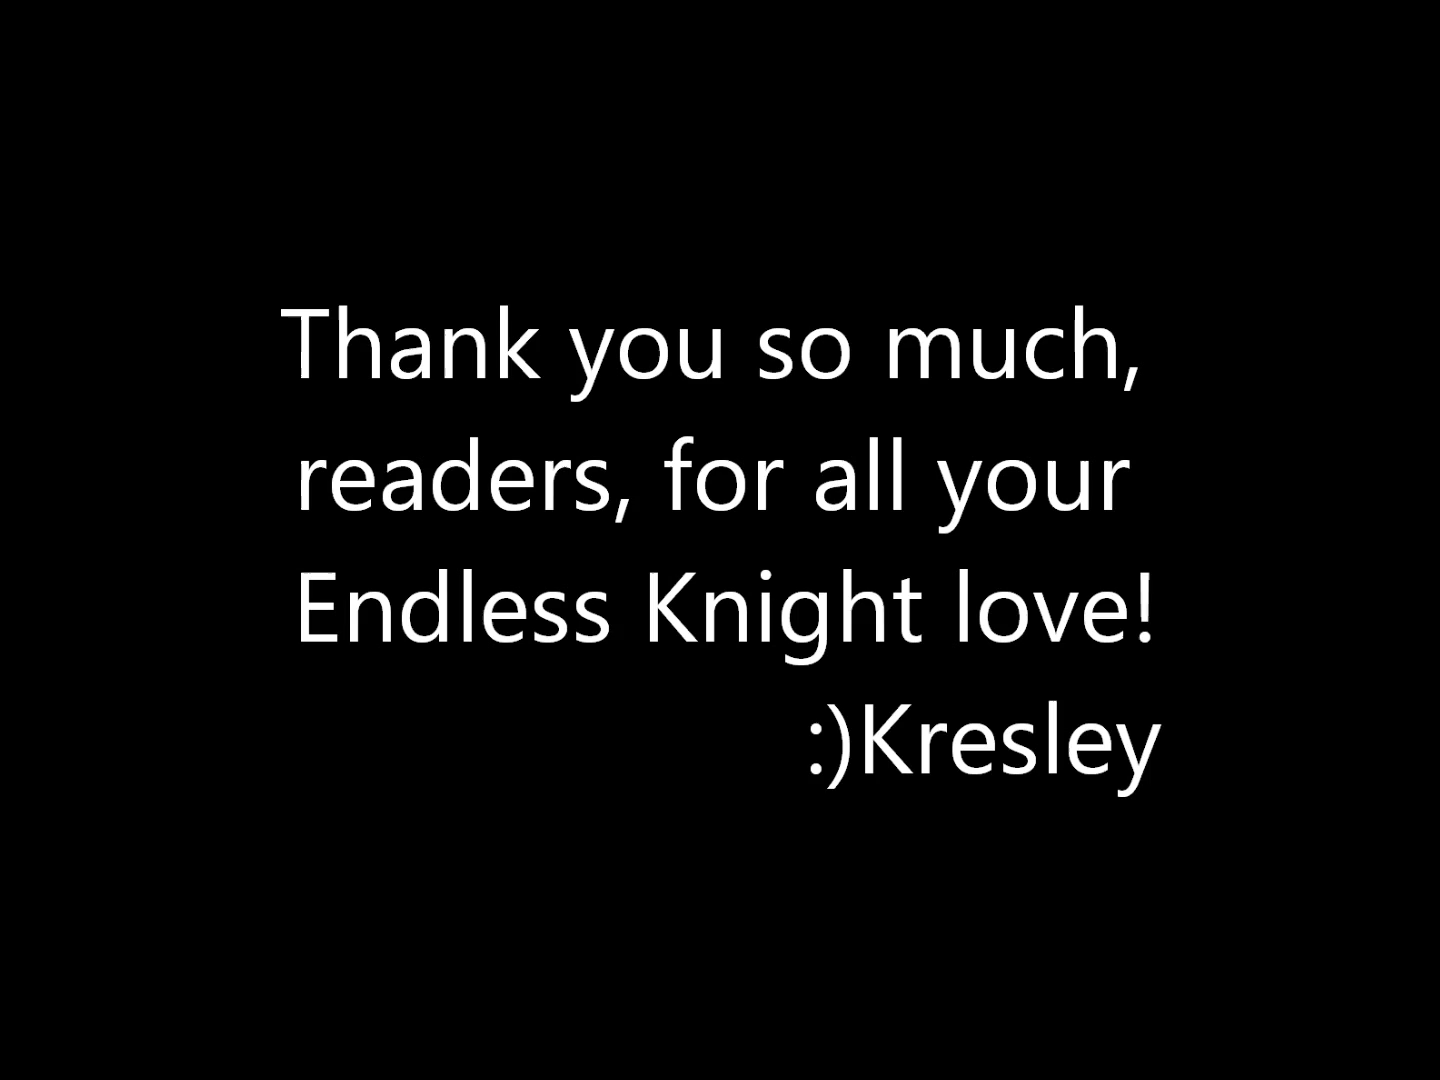 Thank you so much,
readers, for all your
Endless Knight love!
:)Kresley